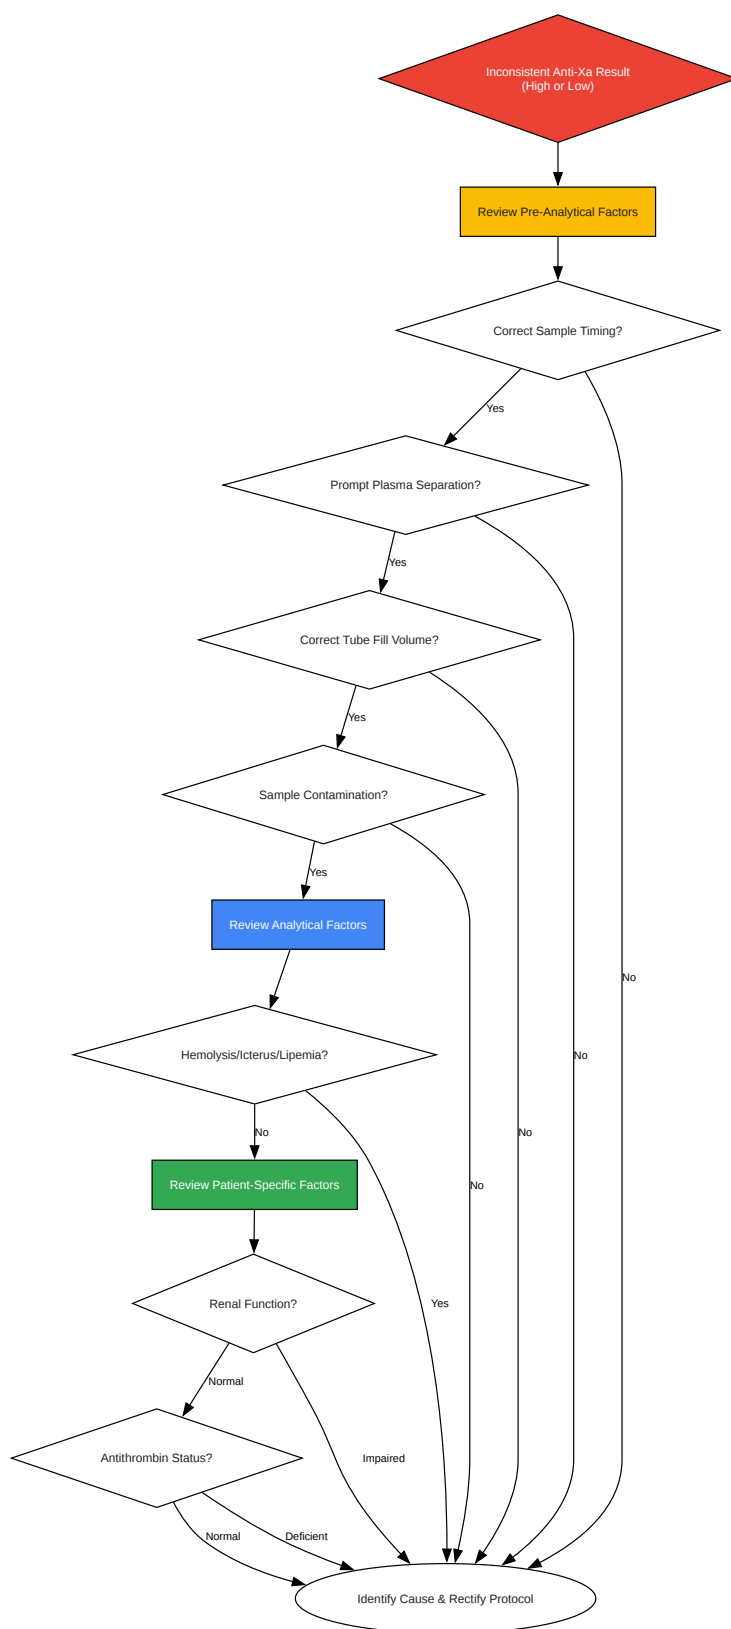 Inconsistent Anti-Xa Result
(High or Low)
Review Pre-Analytical Factors
Correct Sample Timing?
Yes
Prompt Plasma Separation?
Yes
Correct Tube Fill Volume?
Yes
Sample Contamination?
Yes
Review Analytical Factors
No
Hemolysis/Icterus/Lipemia?
No
No
No
Review Patient-Specific Factors
No
Renal Function?
Yes
Normal
Antithrombin Status?
Impaired
Normal
Deficient
Identify Cause & Rectify Protocol